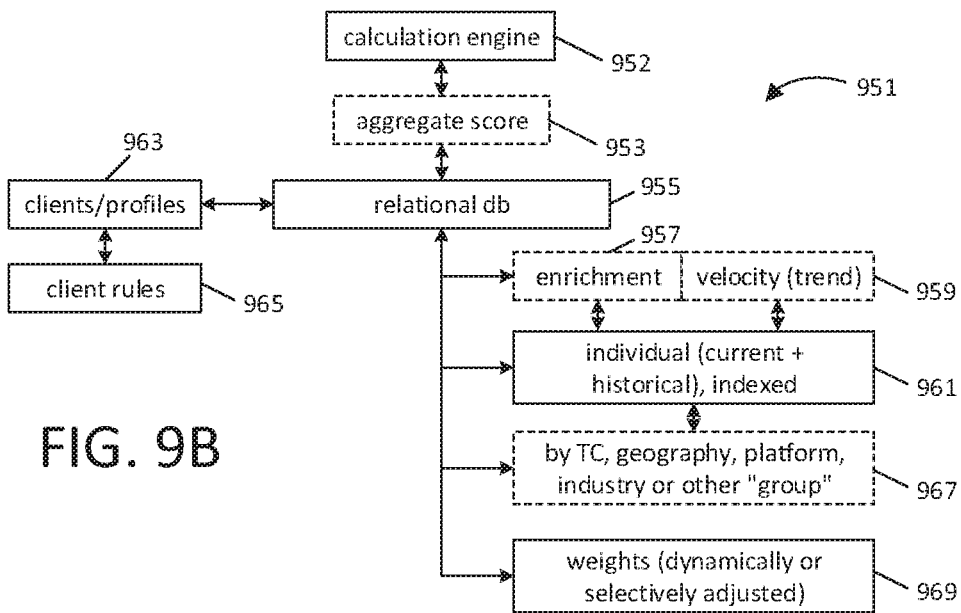 calculation engine
952
951
aggregate score
953
963
clients/profiles
relational db
955
957
client rules
965
enrichment
velocity (trend)
959
individual (current +
historical), indexed
961
FIG. 9B
by TC, geography, platform,
industry or other "group"
967
weights (dynamically or
selectively adjusted)
969